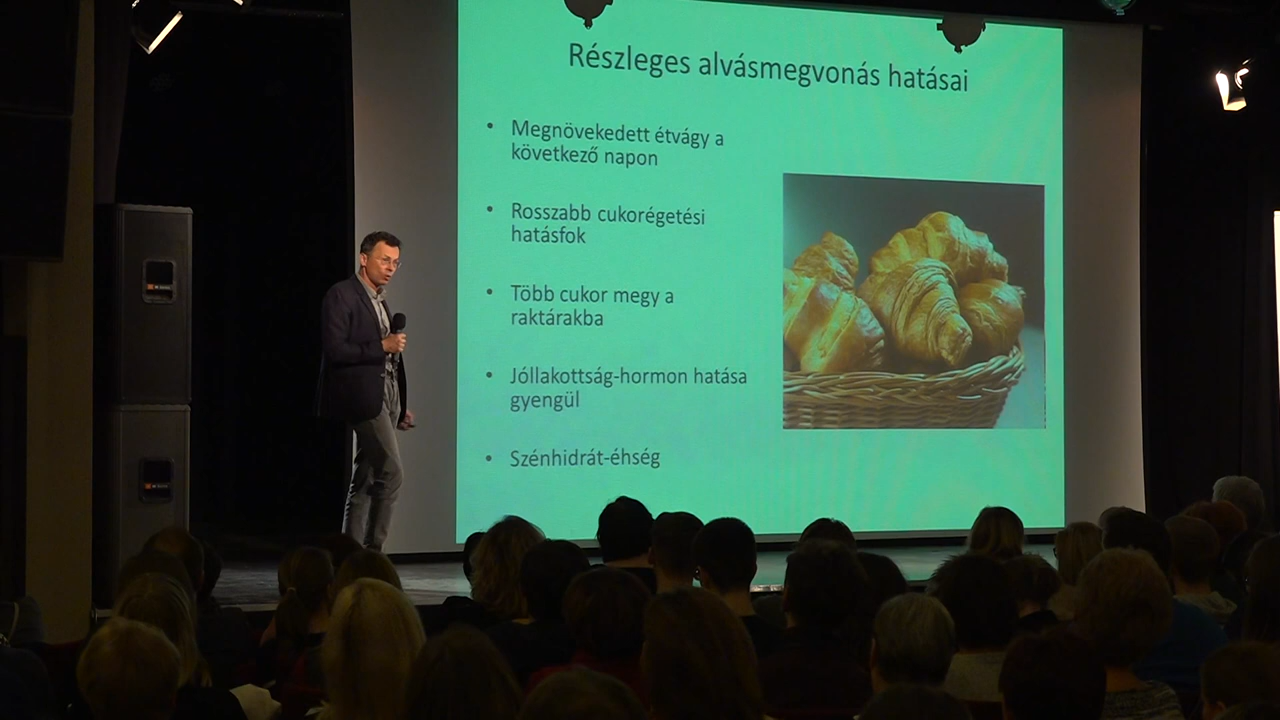 Részleges alvásmegvonás hatásai
• Megnövekedett étvágy a
következő napon
• Rosszabb cukorégetési
hatásfok
• Több cukor megy a
raktárakba
• Jóllakottság-hormon hatása
gyengül
• Szénhidrát-éhség